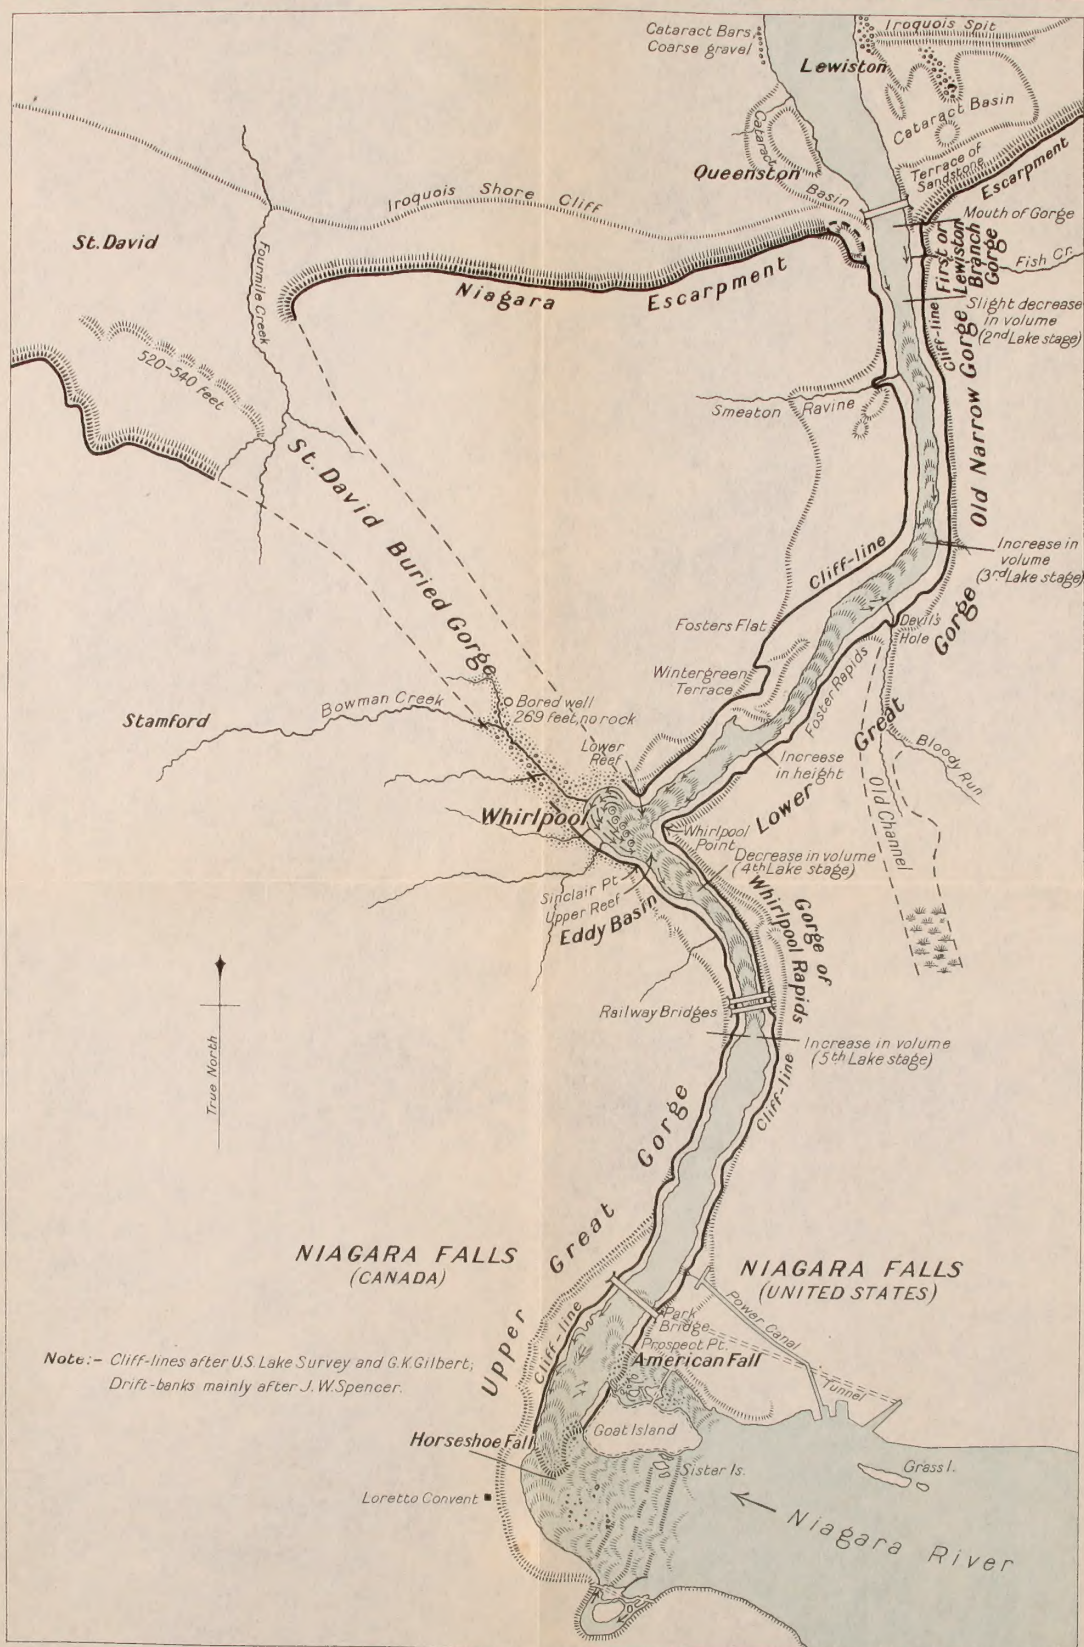 Cataract Bars,
Coarse gravel
Iroquois Spit
Lewiston
Cataract Basin
Cataract
Basin
Queenston
Terrace of
Sandstone
Escarpment
Mouth of Gorge
First or
Lewiston
Branch
Gorge
Fish Cr.
Iroquois Shore Cliff
St. David
Fourmile Creek
Niagara Escarpment
Slight decrease
in volume
(2nd Lake stage)
Cliff-line
520-540 feet
Smeaton Ravine
Old Narrow Gorge
St. David Buried Gorge
Cliff-line
Increase in
volume
(3rd Lake stage)
Fosters Flat
Devil's
Hole
Wintergreen
Terrace
Foster Rapids
Lower Great Gorge
Bowman Creek
Stamford
Bored well
269 feet, no rock
Lower
Reef
Increase
in height
Bloody Run
Old Channel
Whirlpool
Whirlpool
Point
Decrease in volume
(4th Lake stage)
Sinclair Pt.
Upper Reef
Eddy Basin
Gorge of
Whirlpool Rapids
Railway Bridges
Increase in volume
(5th Lake stage)
True North
Cliff-line
Upper Great Gorge
NIAGARA FALLS
(CANADA)
NIAGARA FALLS
(UNITED STATES)
Cliff-line
Park
Bridge
Power Canal
Prospect Pt.
American Fall
Tunnel
Note:- Cliff-lines after U.S. Lake Survey and G.K.Gilbert;
Drift-banks mainly after J.W.Spencer.
Goat Island
Horseshoe Fall
Sister Is.
Grass I.
Loretto Convent
Niagara River